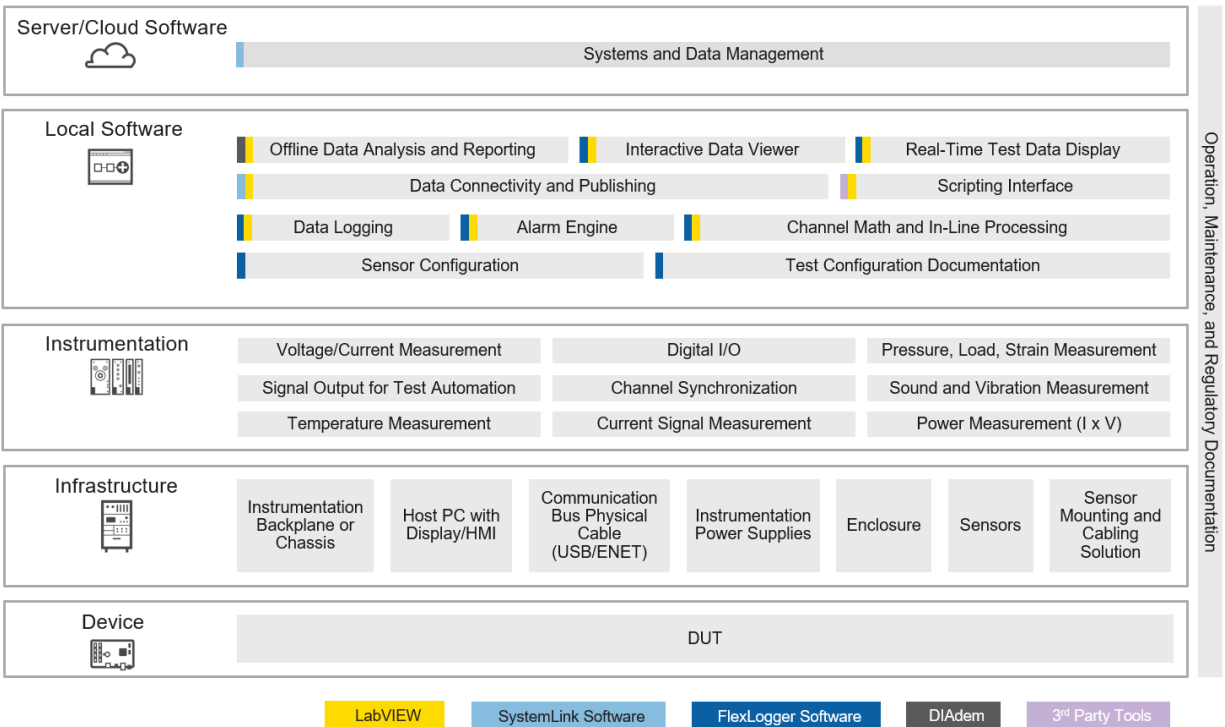 Server/Cloud Software
Systems and Data Management
Local Software
Offline Data Analysis and Reporting
Interactive Data Viewer
Real-Time Test Data Display
Data Connectivity and Publishing
Scripting Interface
Data Logging
Alarm Engine
Channel Math and In-Line Processing
Sensor Configuration
Test Configuration Documentation
Instrumentation
Voltage/Current Measurement
Digital I/O
Pressure, Load, Strain Measurement
Signal Output for Test Automation
Channel Synchronization
Sound and Vibration Measurement
Temperature Measurement
Current Signal Measurement
Power Measurement (I x V)
Infrastructure
Instrumentation
Backplane or
Chassis
Host PC with
Display/HMI
Communication
Bus Physical
Cable
(USB/ENET)
Instrumentation
Power Supplies
Enclosure
Sensors
Sensor
Mounting and
Cabling
Solution
Device
DUT
Operation, Maintenance, and Regulatory Documentation
LabVIEW
SystemLink Software
FlexLogger Software
DIAdem
3rd Party Tools